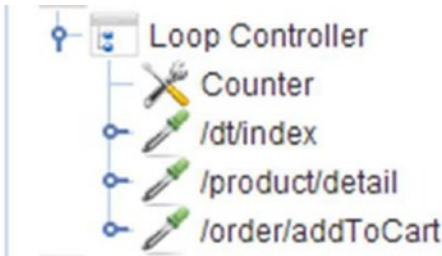 Loop Controller
Counter
/dt/index
/product/detail
/order/addToCart